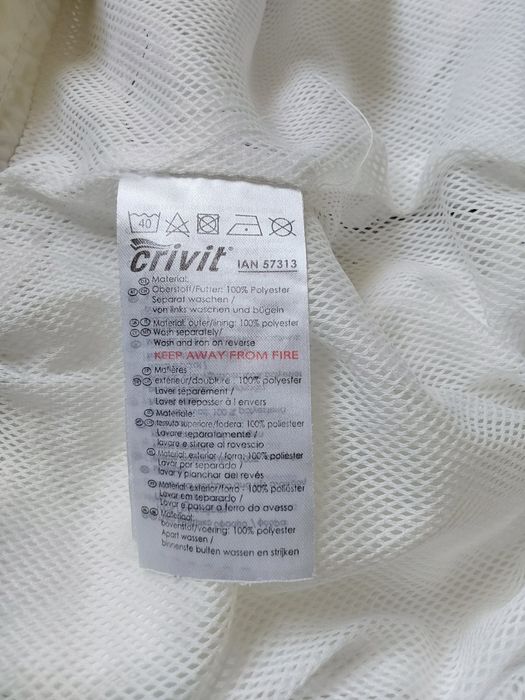 40
crivit® IAN 57313
DE AT CH Material:
Oberstoff/Futter: 100% Polyester
Separat waschen /
von links waschen und bügeln
Material: outer/lining: 100% polyester
Wash separately/
Wash and iron on reverse
KEEP AWAY FROM FIRE
Matières
extérieur/doublure : 100% polyester
Laver séparément /
Laver et repasser à l envers
Materiale:
tessuto superiore/fodera: 100% poliestere
Lavare separatamente /
lavare e stirare al rovescio
Material: exterior / forro: 100% poliéster
Lavar por separado /
lavar y planchar del revés
Material: exterior/forro - 100% poliéster
Lavar em separado /
Lavar e passar a ferro do avesso
Materiaal:
bovenstof/voering: 100% polyester
Apart wassen /
binnenste buiten wassen en strijken